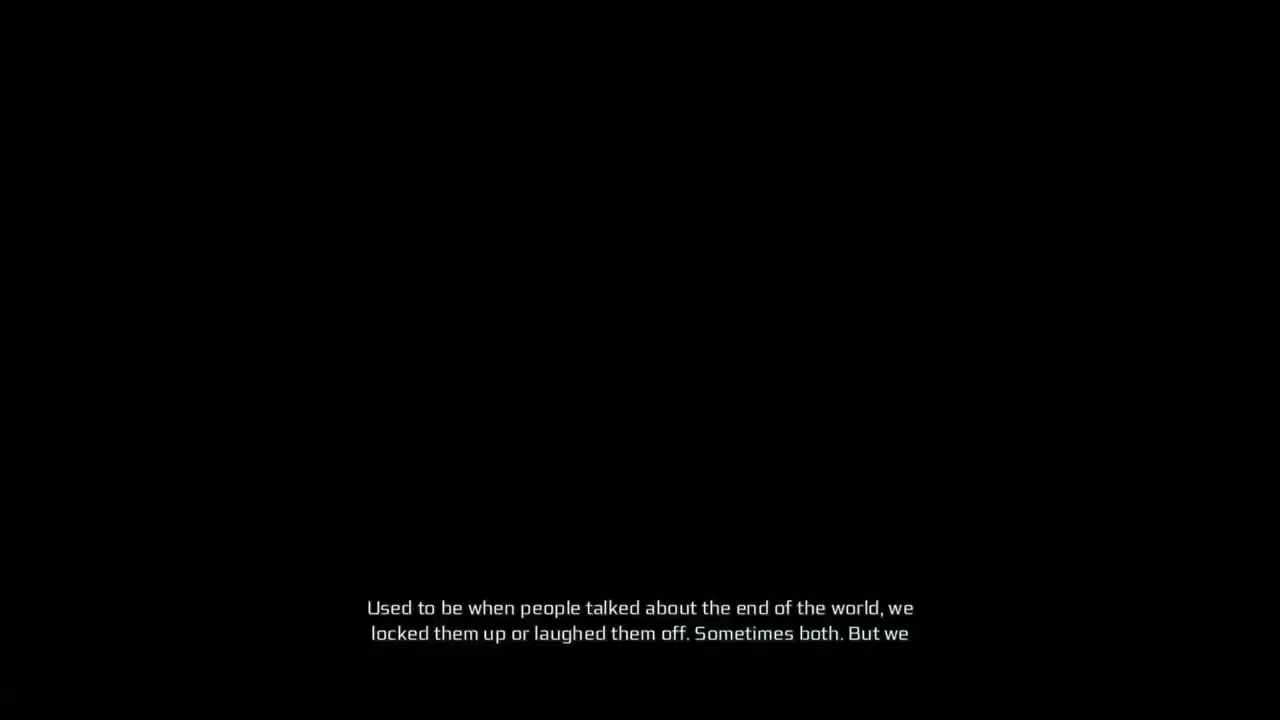 Used to be when people talked about the end of the world, we
locked them up or laughed them off. Sometimes both. But we